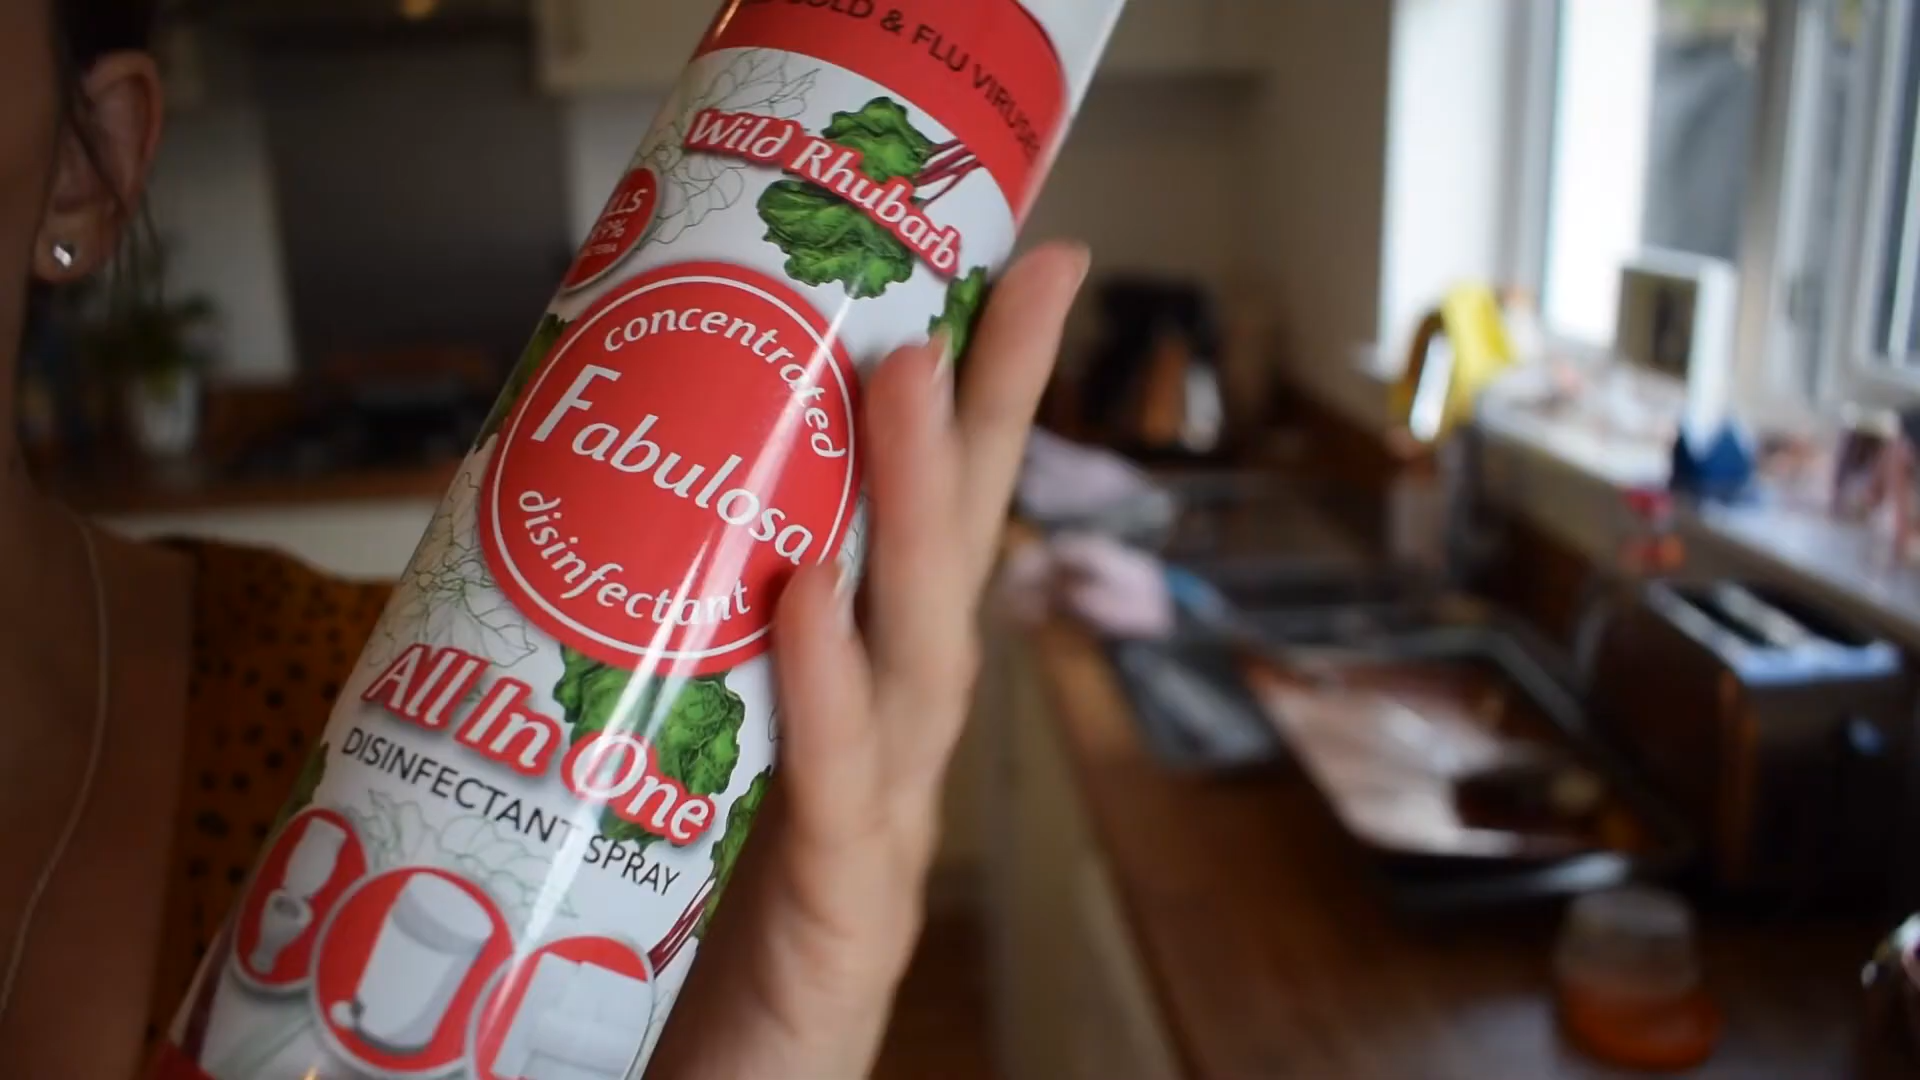 COLD & FLU VIRUSES
Wild Rhubarb
concentrated
Fabulosa
disinfectant
All In One
DISINFECTANT SPRAY